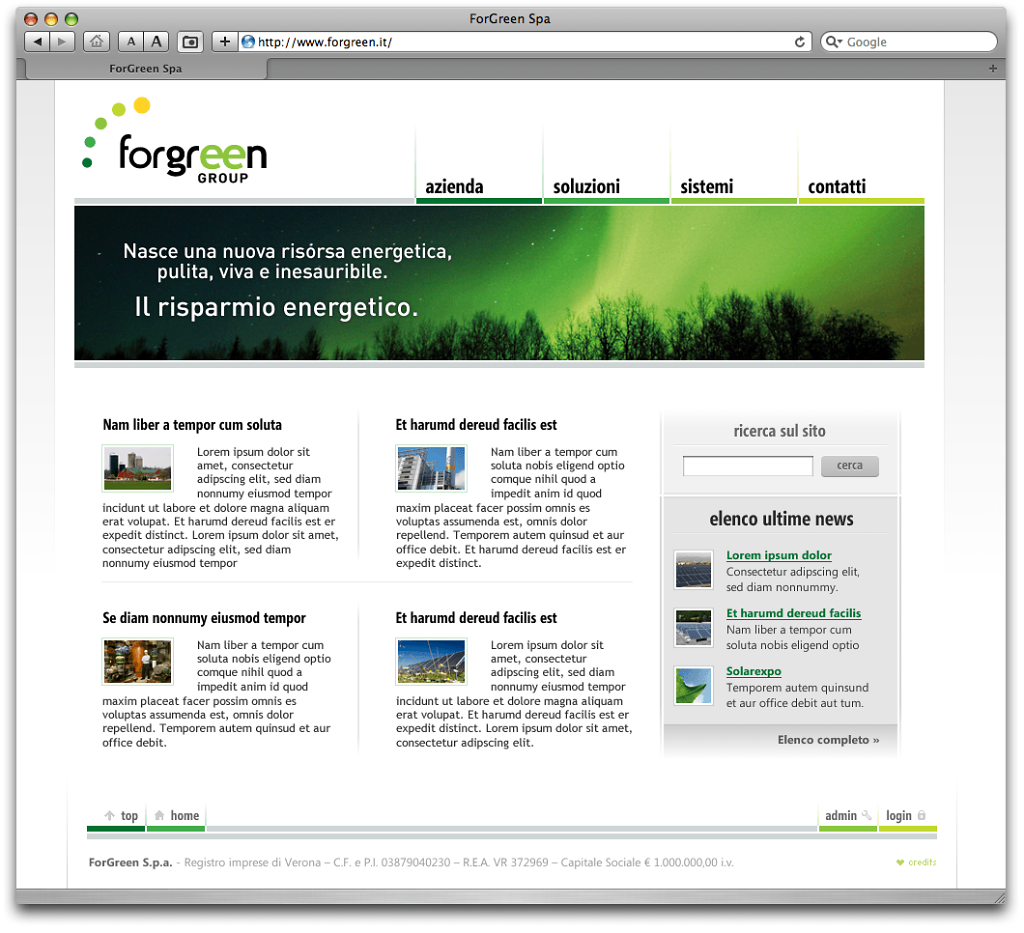 ForGreen Spa
A A
http://www.forgreen.it/
Google
ForGreen Spa
forgreen
GROUP
azienda soluzioni sistemi contatti
Nasce una nuova risorsa energetica,
pulita, viva e inesauribile.
Il risparmio energetico.
Nam liber a tempor cum soluta
Lorem ipsum dolor sit
amet, consectetur
adipscing elit, sed diam
nonnumy eiusmod tempor
incidunt ut labore et dolore magna aliquam
erat volupat. Et harumd facilis est er
expedit distinct. Lorem ipsum dolor sit amet,
consectetur adipscing elit, sed diam
nonnumy eiusmod tempor
Et harumd dereud facilis est
Nam liber a tempor cum
soluta nobis eligend optio
comque nihil quod a
impedit anim id quod
maxim placeat facer possim omnis es
voluptas assumenda est, omnis dolor
repellend. Temporem autem quinsud et aur
office debit. Et harumd dereud facilis est er
expedit distinct.
Se diam nonnumy eiusmod tempor
Nam liber a tempor cum
soluta nobis eligend optio
comque nihil quod a
impedit anim id quod
maxim placeat facer possim omnis es
voluptas assumenda est, omnis dolor
repellend. Temporem autem quinsud et aur
office debit.
Et harumd dereud facilis est
Lorem ipsum dolor sit
amet, consectetur
adipscing elit, sed diam
nonnumy eiusmod tempor
incidunt ut labore et dolore magna aliquam
erat volupat. Et harumd dereud facilis est er
expedit distinct. Lorem ipsum dolor sit amet,
consectetur adipscing elit.
ricerca sul sito
cerca
elenco ultime news
Lorem ipsum dolor
Consectetur adipscing elit,
sed diam nonnummy.
Et harumd dereud facilis
Nam liber a tempor cum
soluta nobis eligend optio
Solarexpo
Temporem autem quinsund
et aur office debit aut tum.
Elenco completo »
top home admin login
ForGreen S.p.a. - Registro imprese di Verona – C.F. e P.I. 03879040230 – R.E.A. VR 372969 – Capitale Sociale € 1.000.000,00 i.v.
credits